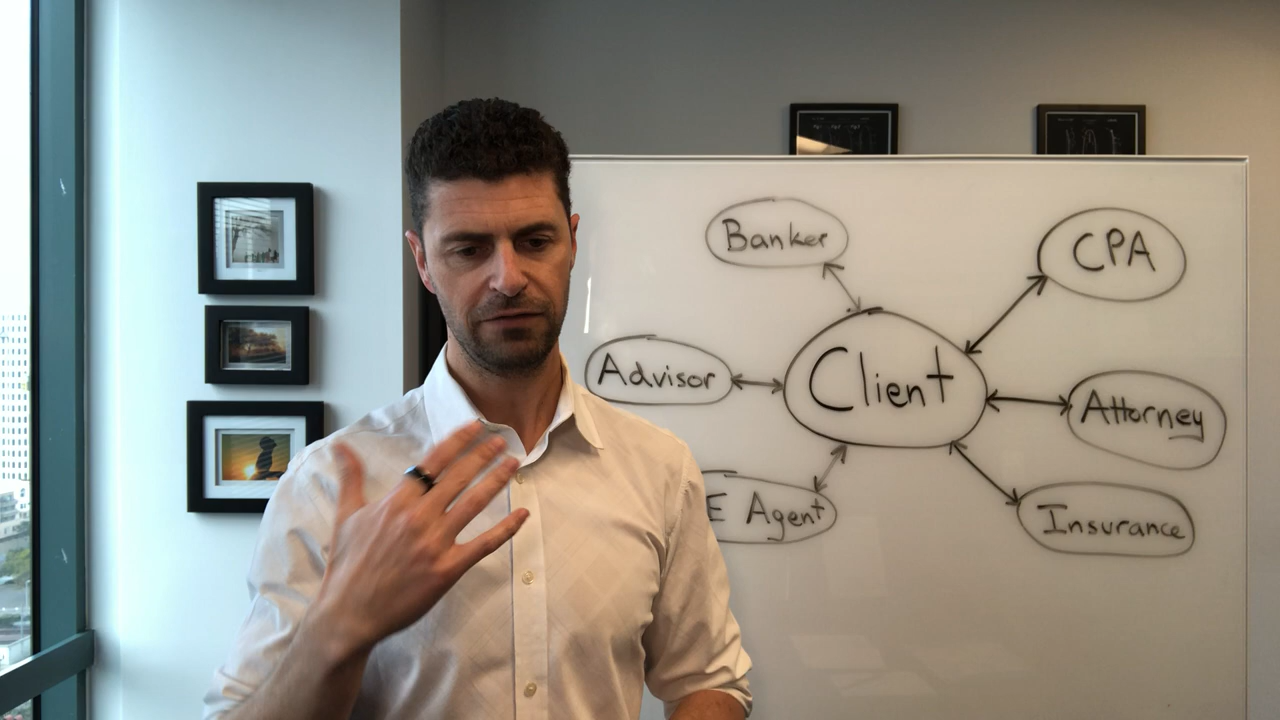 Banker
CPA
Client
Advisor
Attorney
E Agent
Insurance